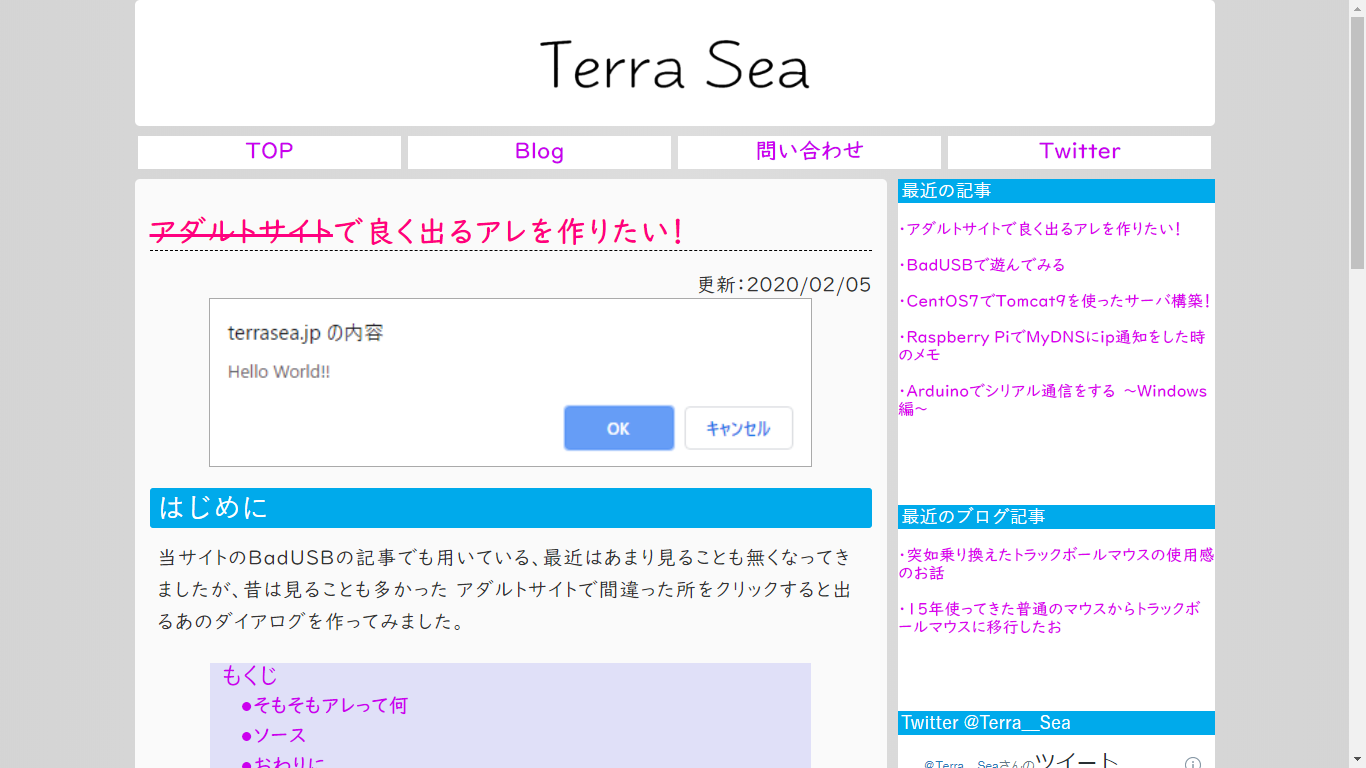 Terra Sea
TOP
Blog
問い合わせ
Twitter
アダルトサイトで良く出るアレを作りたい!
更新:2020/02/05
terrasea.jp の内容
Hello World!!
OK
キャンセル
はじめに
当サイトのBadUSBの記事でも用いている、最近はあまり見ることも無くなってき
ましたが、昔は見ることも多かった アダルトサイトで間違った所をクリックすると出
るあのダイアログを作ってみました。
もくじ
●そもそもアレって何
●ソース
●おわりに
最近の記事
・アダルトサイトで良く出るアレを作りたい!
・BadUSBで遊んでみる
・CentOS7でTomcat9を使ったサーバ構築!
・Raspberry PiでMyDNSにip通知をした時
のメモ
・Arduinoでシリアル通信をする ～Windows
編～
最近のブログ記事
・突如乗り換えたトラックボールマウスの使用感
のお話
・15年使ってきた普通のマウスからトラックボ
ールマウスに移行したお
Twitter @Terra__Sea
@Terra__Seaさんのツイート